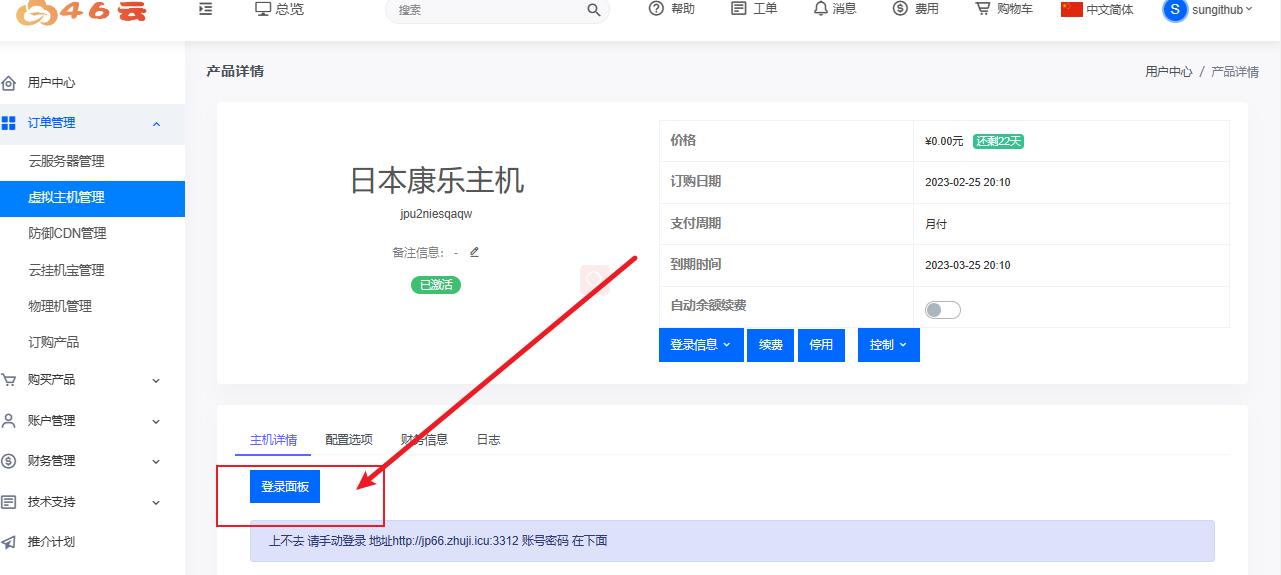 46云
总览
搜索
帮助
工单
消息
费用
购物车
中文简体
S
sungithub
产品详情
用户中心 / 产品详情
用户中心
订单管理
云服务器管理
虚拟主机管理
防御CDN管理
云挂机宝管理
物理机管理
订购产品
购买产品
账户管理
财务管理
技术支持
推介计划
日本康乐主机
jpu2niesqaqw
备注信息: -
已激活
价格 ¥0.00元 还剩22天
订购日期 2023-02-25 20:10
支付周期 月付
到期时间 2023-03-25 20:10
自动余额续费
登录信息 续费 停用 控制
主机详情 配置选项 财务信息 日志
登录面板
上不去 请手动登录 地址http://jp66.zhuji.icu:3312 账号密码 在下面